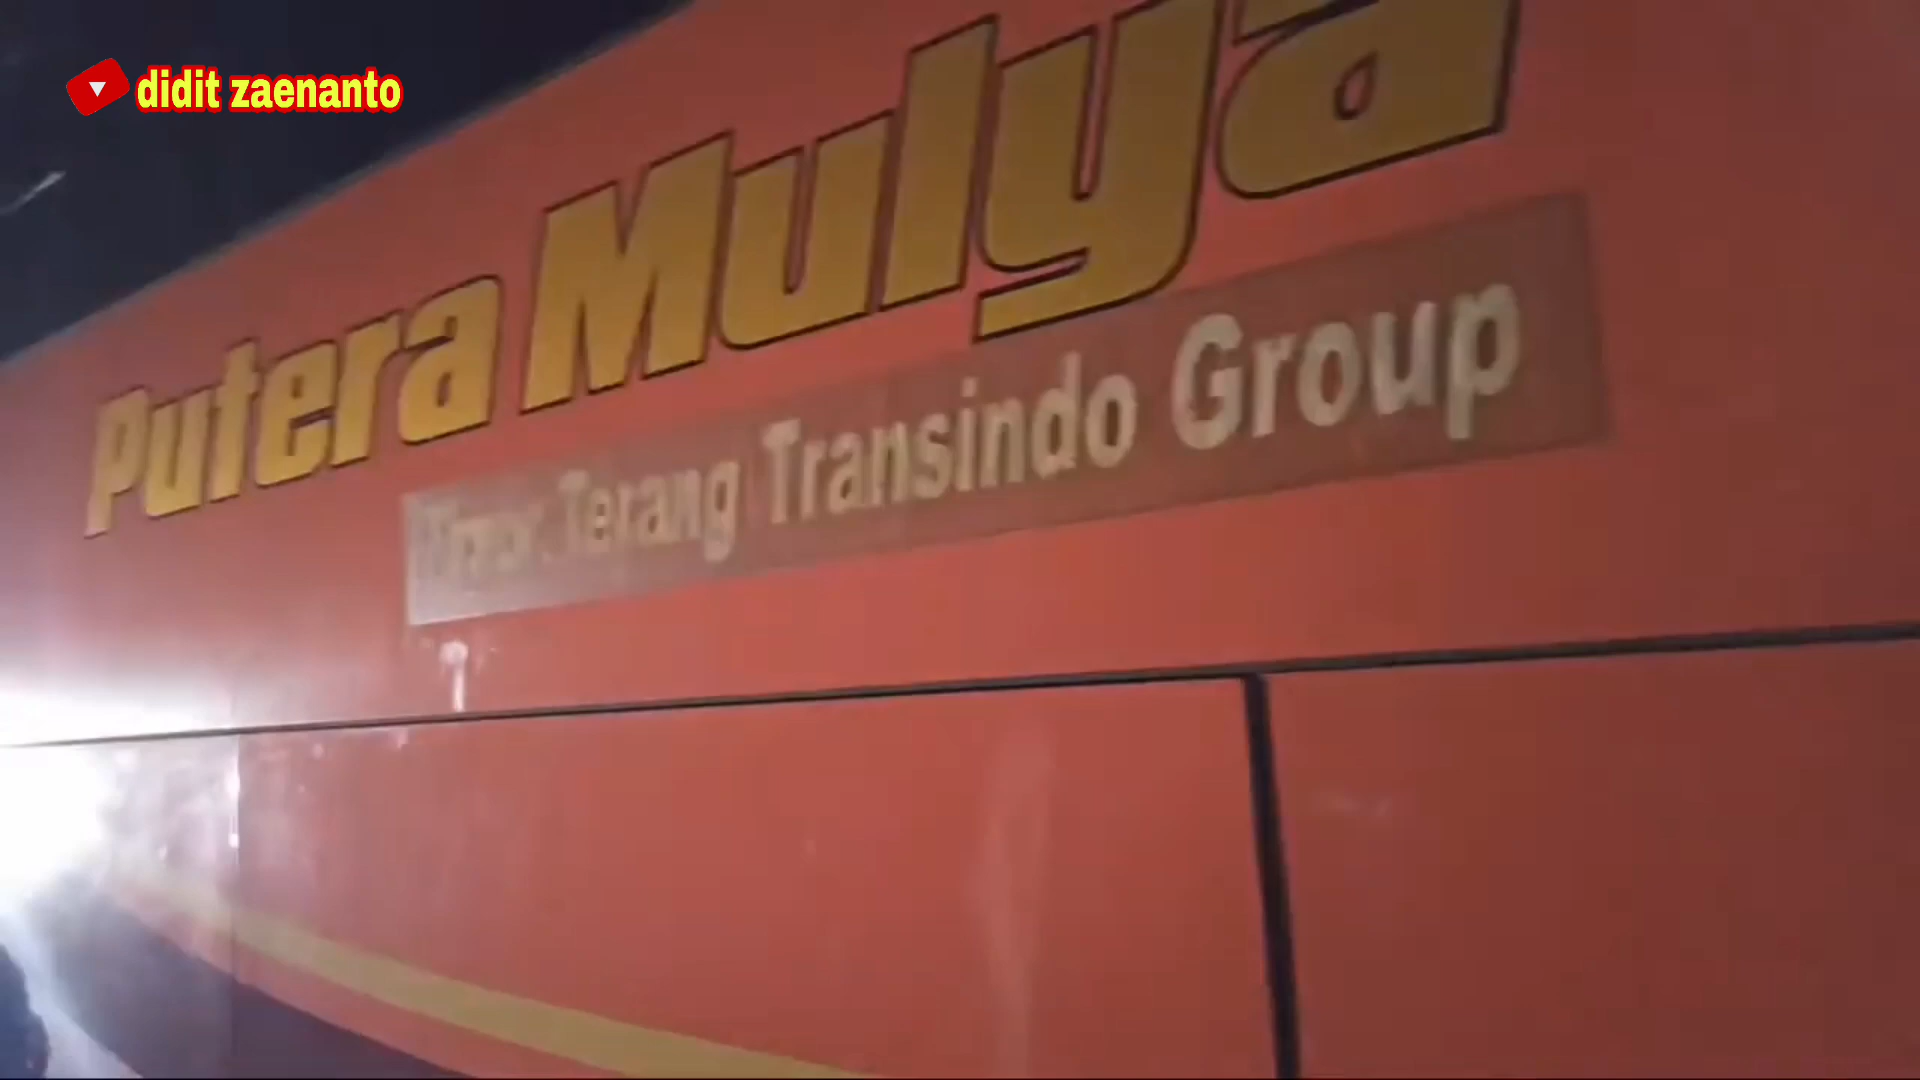 didit zaenanto
Putera Mulya
Terang Transindo Group